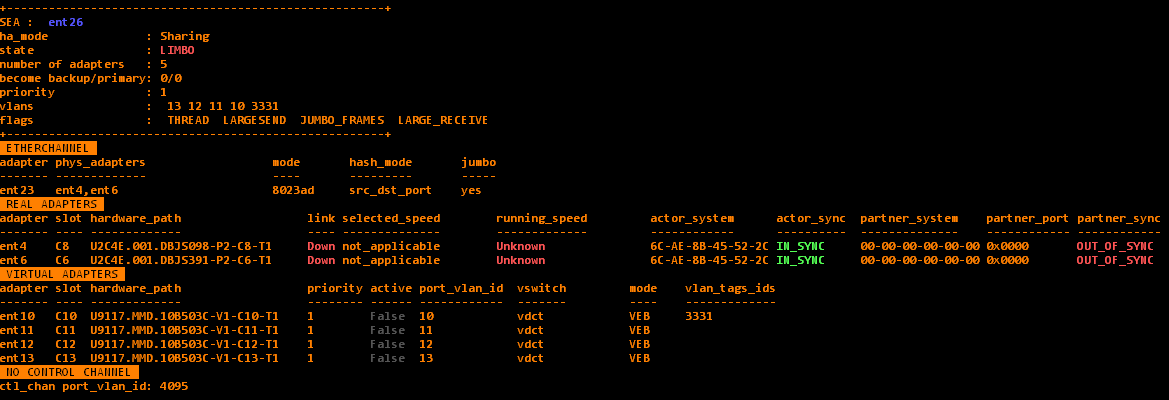 +------------------------------------------------------+
SEA :  ent26
ha_mode              : Sharing
state                : LIMBO
number of adapters   : 5
become backup/primary: 0/0
priority             : 1
vlans                :  13 12 11 10 3331
flags                :  THREAD  LARGESEND  JUMBO_FRAMES  LARGE_RECEIVE
+------------------------------------------------------+
ETHERCHANNEL
adapter phys_adapters                  mode       hash_mode       jumbo
------- -------------                  ----       ---------       -----
ent23   ent4,ent6                      8023ad     src_dst_port    yes
REAL ADAPTERS
adapter slot hardware_path                  link selected_speed        running_speed         actor_system      actor_sync  partner_system    partner_port partner_sync
------- ---- -------------                  ---- --------------        -------------         ------------      ----------  --------------    ------------ ------------
ent4    C8   U2C4E.001.DBJS098-P2-C8-T1     Down not_applicable        Unknown               6C-AE-8B-45-52-2C IN_SYNC     00-00-00-00-00-00 0x0000       OUT_OF_SYNC
ent6    C6   U2C4E.001.DBJS391-P2-C6-T1     Down not_applicable        Unknown               6C-AE-8B-45-52-2C IN_SYNC     00-00-00-00-00-00 0x0000       OUT_OF_SYNC
VIRTUAL ADAPTERS
adapter slot hardware_path                  priority active port_vlan_id  vswitch         mode    vlan_tags_ids
------- ---- -------------                  -------- ------ ------------  -------         ----    -------------
ent10   C10  U9117.MMD.10B503C-V1-C10-T1    1        False  10            vdct            VEB     3331
ent11   C11  U9117.MMD.10B503C-V1-C11-T1    1        False  11            vdct            VEB
ent12   C12  U9117.MMD.10B503C-V1-C12-T1    1        False  12            vdct            VEB
ent13   C13  U9117.MMD.10B503C-V1-C13-T1    1        False  13            vdct            VEB
NO CONTROL CHANNEL
ctl_chan port_vlan_id: 4095